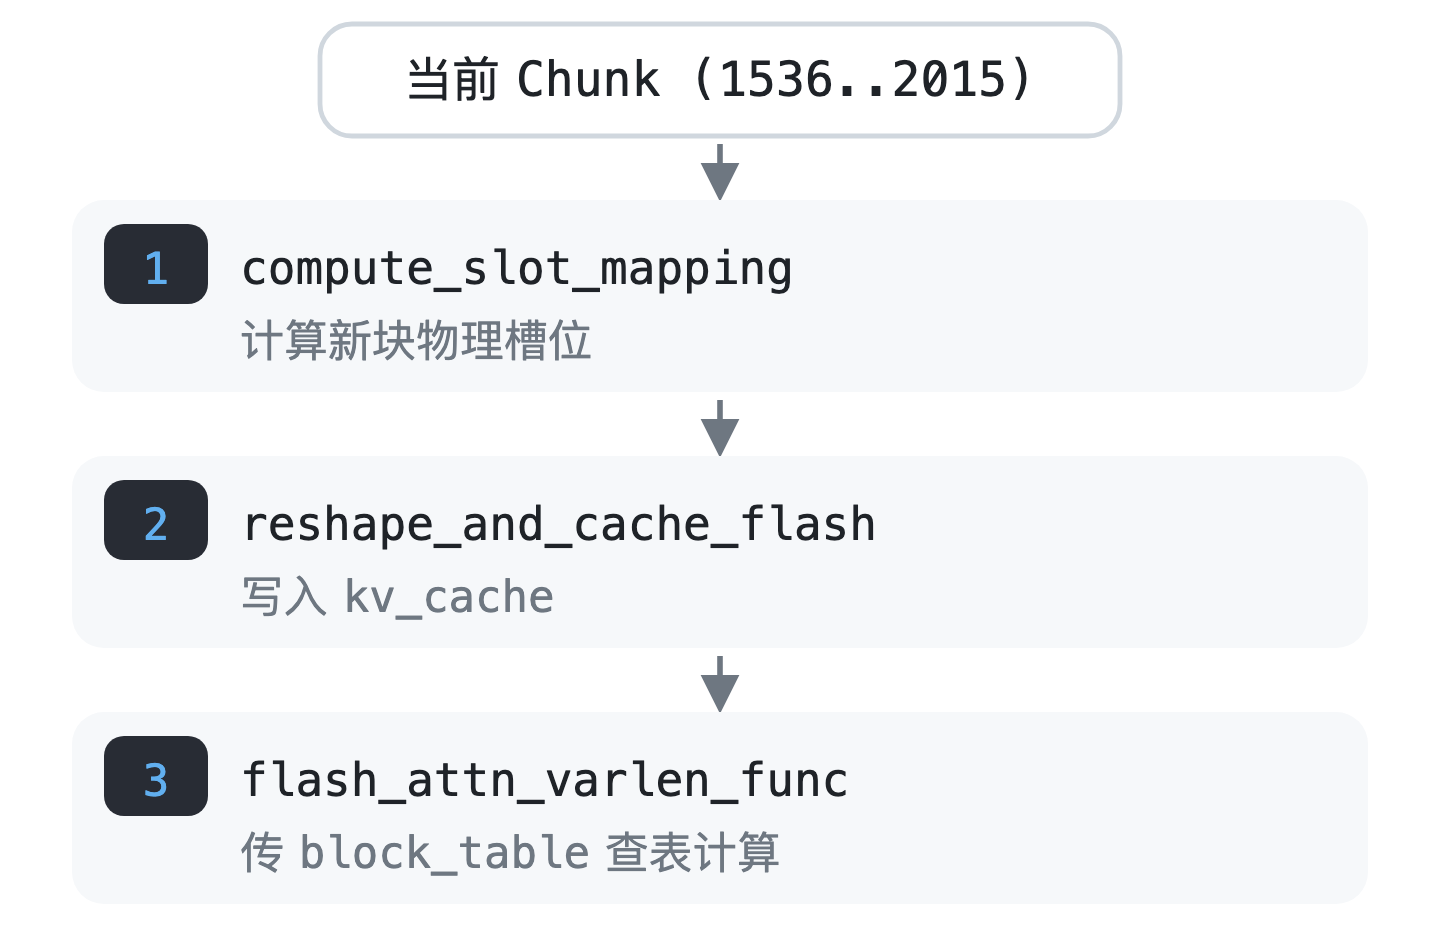 当前 Chunk (1536..2015)
1
compute_slot_mapping
计算新块物理槽位
2
reshape_and_cache_flash
写入 kv_cache
3
flash_attn_varlen_func
传 block_table 查表计算